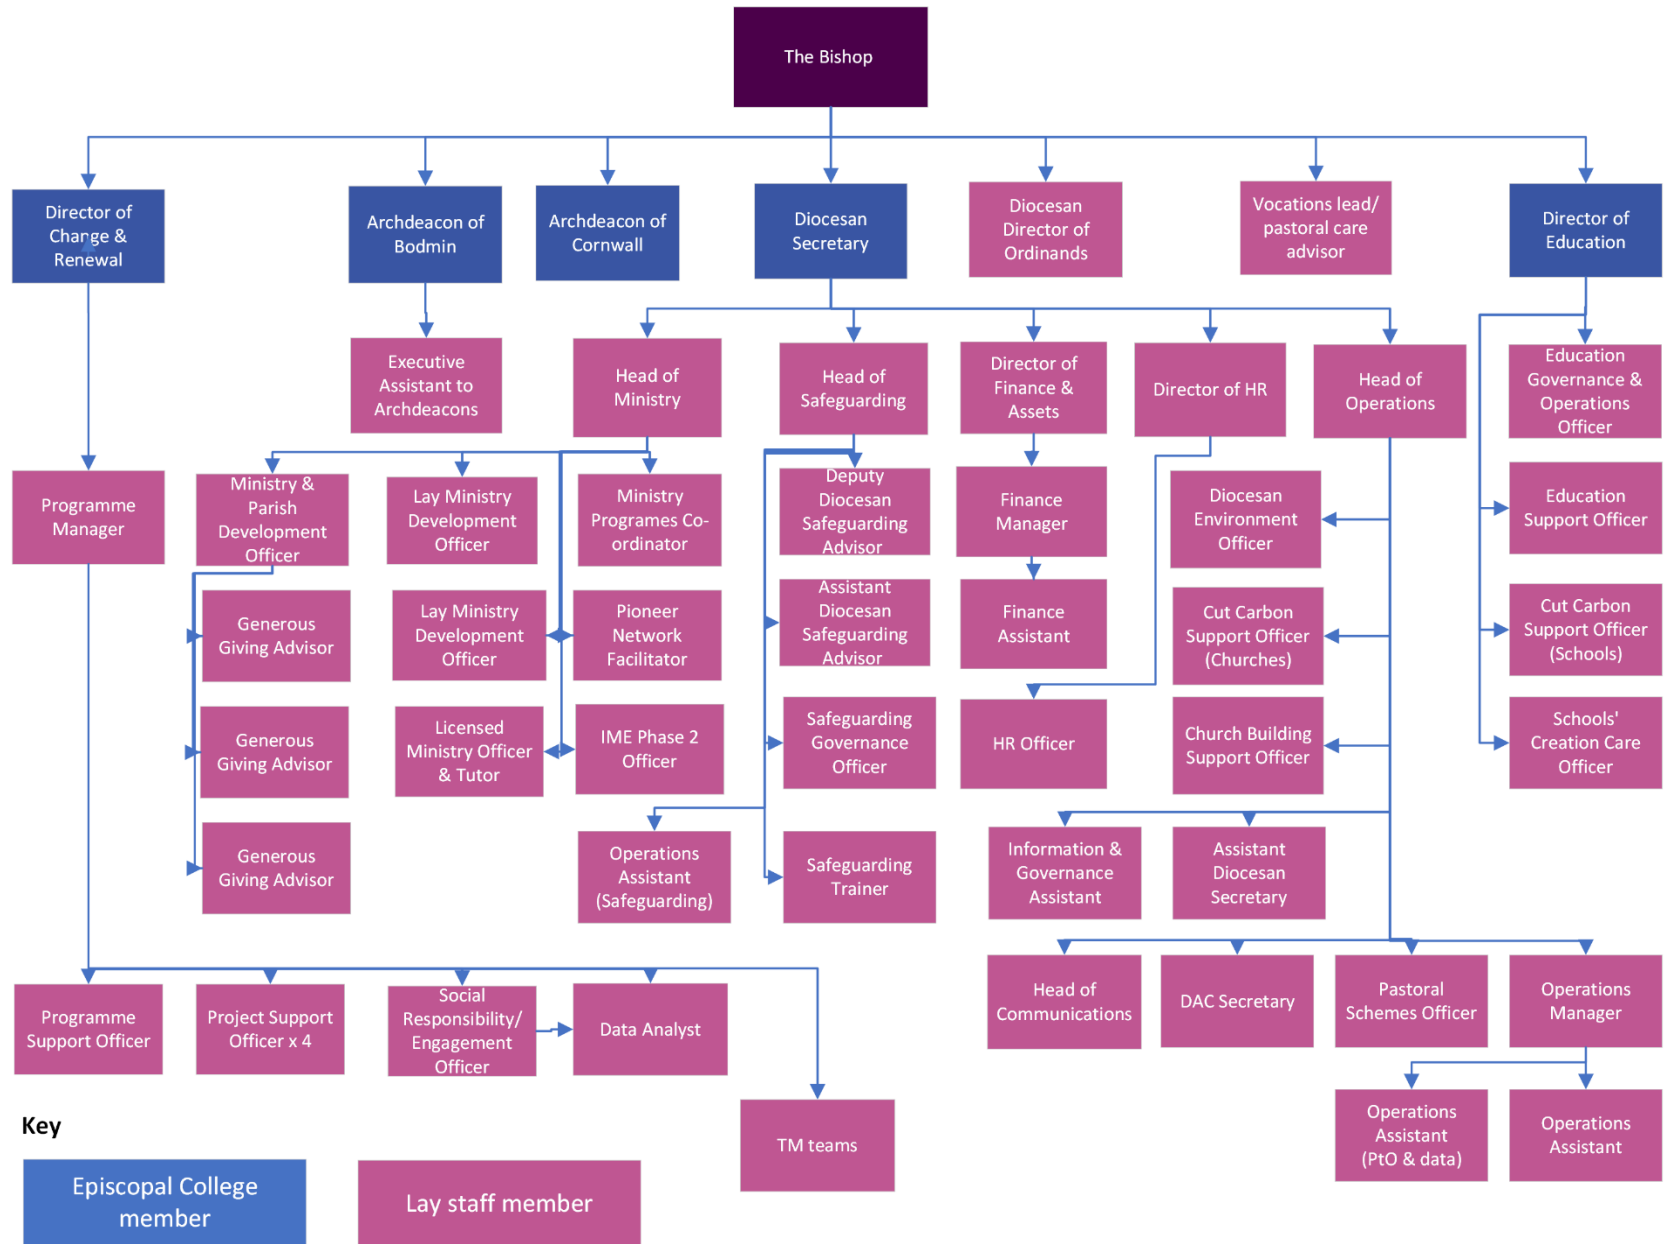 The Bishop
Director of
Change &
Renewal
Archdeacon of
Bodmin
Archdeacon of
Cornwall
Diocesan
Secretary
Diocesan
Director of
Ordinands
Vocations lead/
pastoral care
advisor
Director of
Education
Executive
Assistant to
Archdeacons
Head of
Ministry
Head of
Safeguarding
Director of
Finance &
Assets
Director of HR
Head of
Operations
Education
Governance &
Operations
Officer
Programme
Manager
Ministry &
Parish
Development
Officer
Lay Ministry
Development
Officer
Ministry
Programes Co-
ordinator
Deputy
Diocesan
Safeguarding
Advisor
Finance
Manager
Diocesan
Environment
Officer
Education
Support Officer
Generous
Giving Advisor
Lay Ministry
Development
Officer
Pioneer
Network
Facilitator
Assistant
Diocesan
Safeguarding
Advisor
Finance
Assistant
Cut Carbon
Support Officer
(Churches)
Cut Carbon
Support Officer
(Schools)
Generous
Giving Advisor
Licensed
Ministry Officer
& Tutor
IME Phase 2
Officer
Safeguarding
Governance
Officer
HR Officer
Church Building
Support Officer
Schools'
Creation Care
Officer
Generous
Giving Advisor
Operations
Assistant
(Safeguarding)
Safeguarding
Trainer
Information &
Governance
Assistant
Assistant
Diocesan
Secretary
Programme
Support Officer
Project Support
Officer x 4
Social
Responsibility/
Engagement
Officer
Data Analyst
Head of
Communications
DAC Secretary
Pastoral
Schemes Officer
Operations
Manager
TM teams
Operations
Assistant
(PtO & data)
Operations
Assistant
Key
Episcopal College
member
Lay staff member